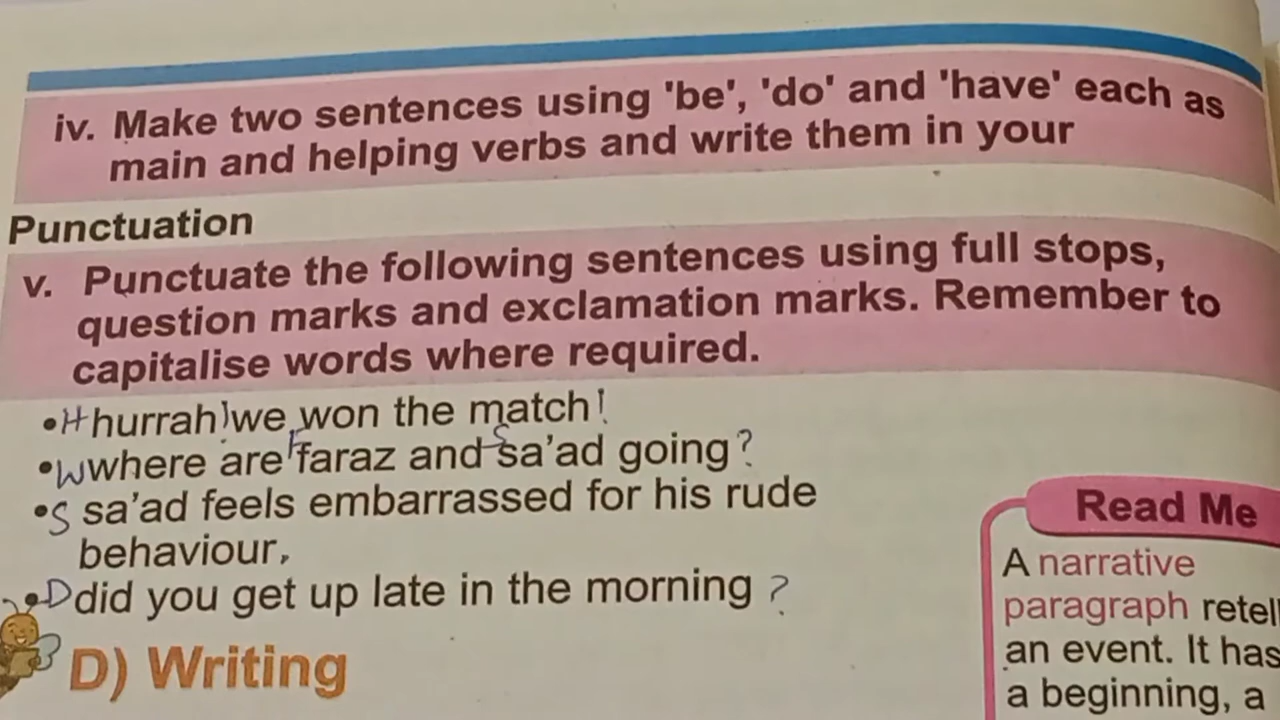 iv. Make two sentences using 'be', 'do' and 'have' each as
main and helping verbs and write them in your
Punctuation
v. Punctuate the following sentences using full stops,
question marks and exclamation marks. Remember to
capitalise words where required.
•H hurrah! we won the match!
•W where are F faraz and S sa'ad going?
•S sa'ad feels embarrassed for his rude
behaviour.
•D did you get up late in the morning ?
D) Writing
Read Me
A narrative
paragraph retell
an event. It has
a beginning, a